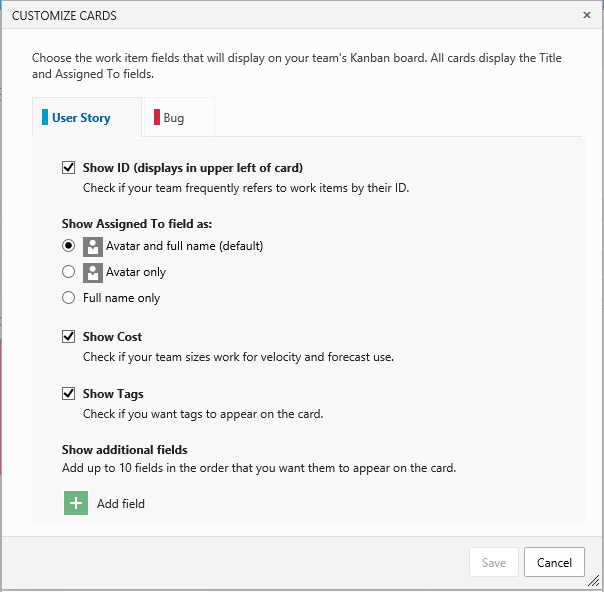 CUSTOMIZE CARDS
Choose the work item fields that will display on your team's Kanban board. All cards display the Title
and Assigned To fields.
User Story
Bug
Show ID (displays in upper left of card)
Check if your team frequently refers to work items by their ID.
Show Assigned To field as:
Avatar and full name (default)
Avatar only
Full name only
Show Cost
Check if your team sizes work for velocity and forecast use.
Show Tags
Check if you want tags to appear on the card.
Show additional fields
Add up to 10 fields in the order that you want them to appear on the card.
Add field
Save
Cancel